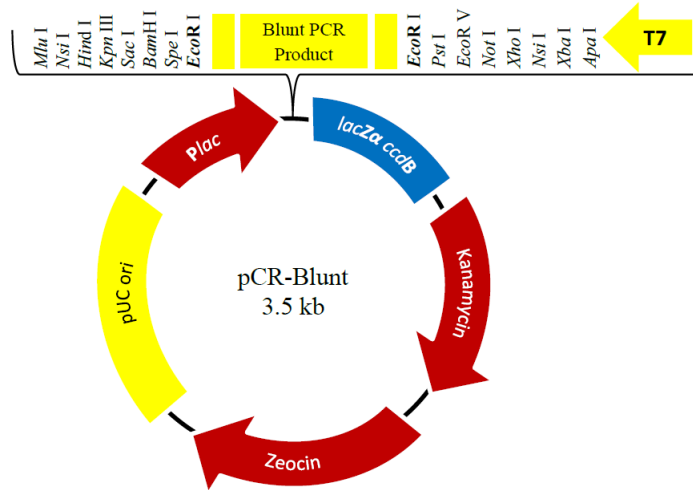 Mlu I
Nsi I
Hind I
Kpn III
Sac I
BamH I
Spe I
EcoR I
Blunt PCR
Product
EcoR I
Pst I
EcoR V
Not I
Xho I
Nsi I
Xba I
Apa I
T7
Plac
lacZα ccdB
pUC ori
Kanamycin
pCR-Blunt
3.5 kb
Zeocin